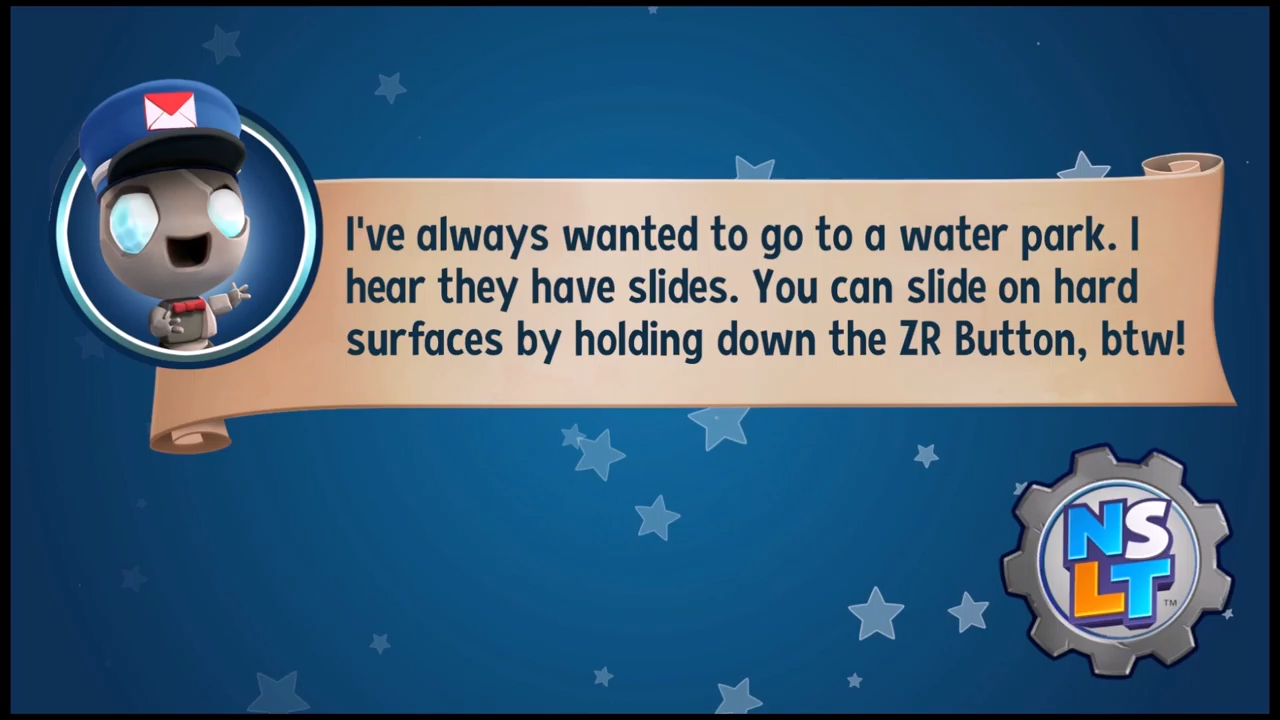 I've always wanted to go to a water park. I
hear they have slides. You can slide on hard
surfaces by holding down the ZR Button, btw!
NS
LT
TM